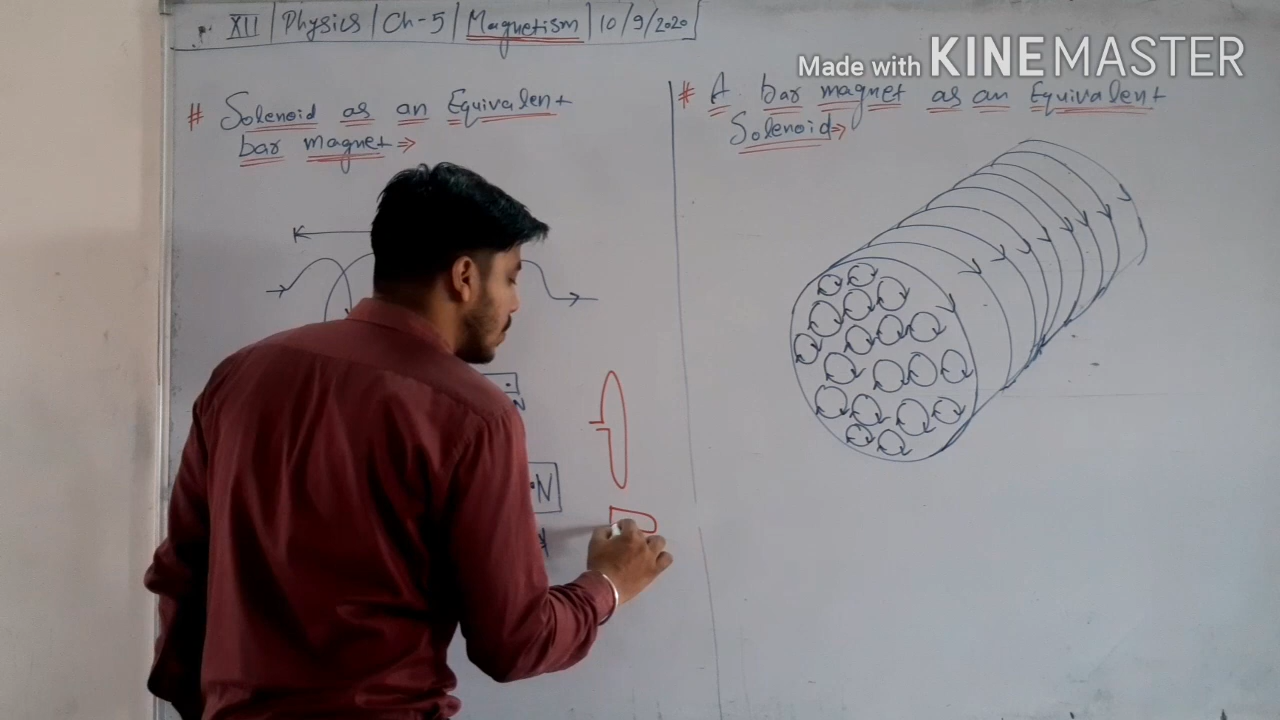 XII | Physics | Ch-5 | Magnetism | 10/9/2020
Made with KINEMASTER
# Solenoid as an Equivalent
bar magnet ⇒
# A bar magnet as an Equivalent
Solenoid ⇒
N
N